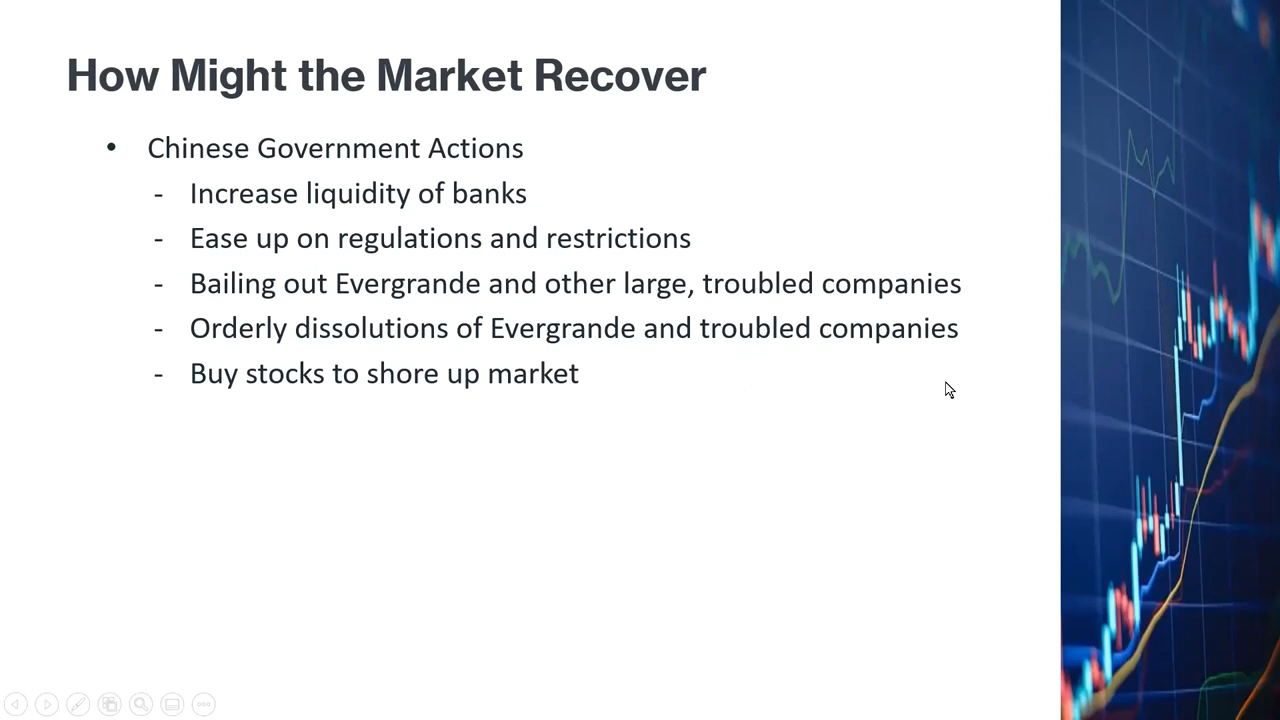 How Might the Market Recover
• Chinese Government Actions
- Increase liquidity of banks
- Ease up on regulations and restrictions
- Bailing out Evergrande and other large, troubled companies
- Orderly dissolutions of Evergrande and troubled companies
- Buy stocks to shore up market